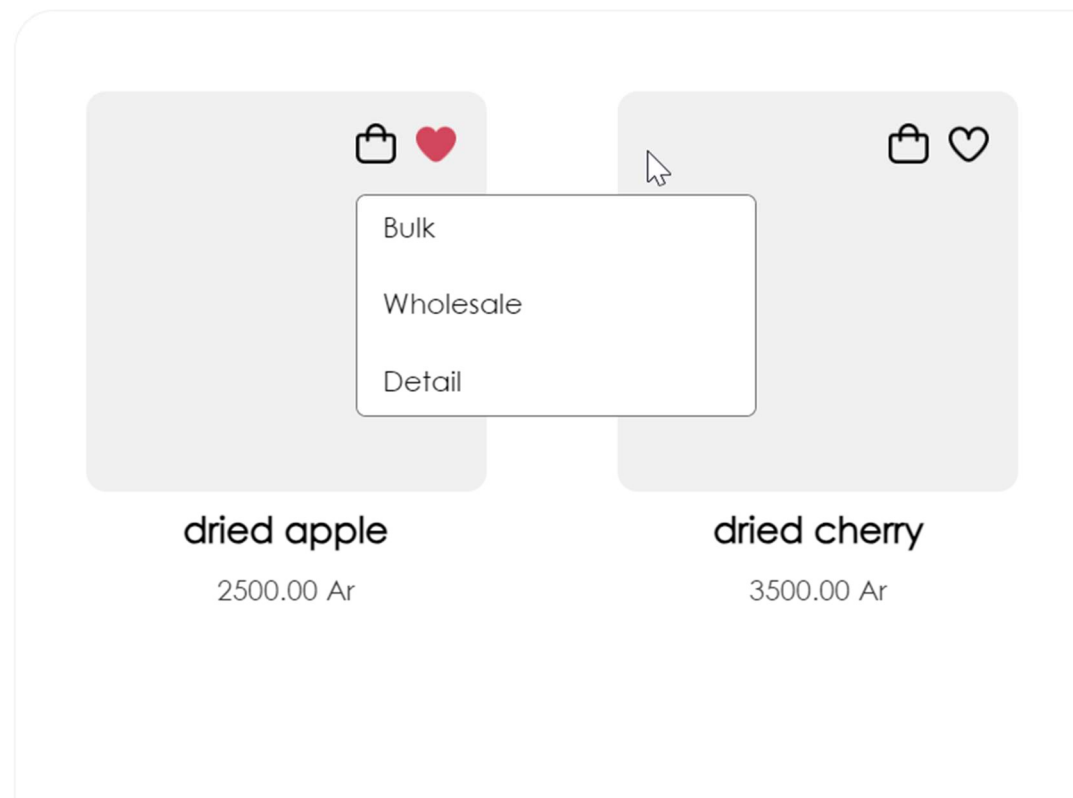 Bulk
Wholesale
Detail
dried apple
2500.00 Ar
dried cherry
3500.00 Ar